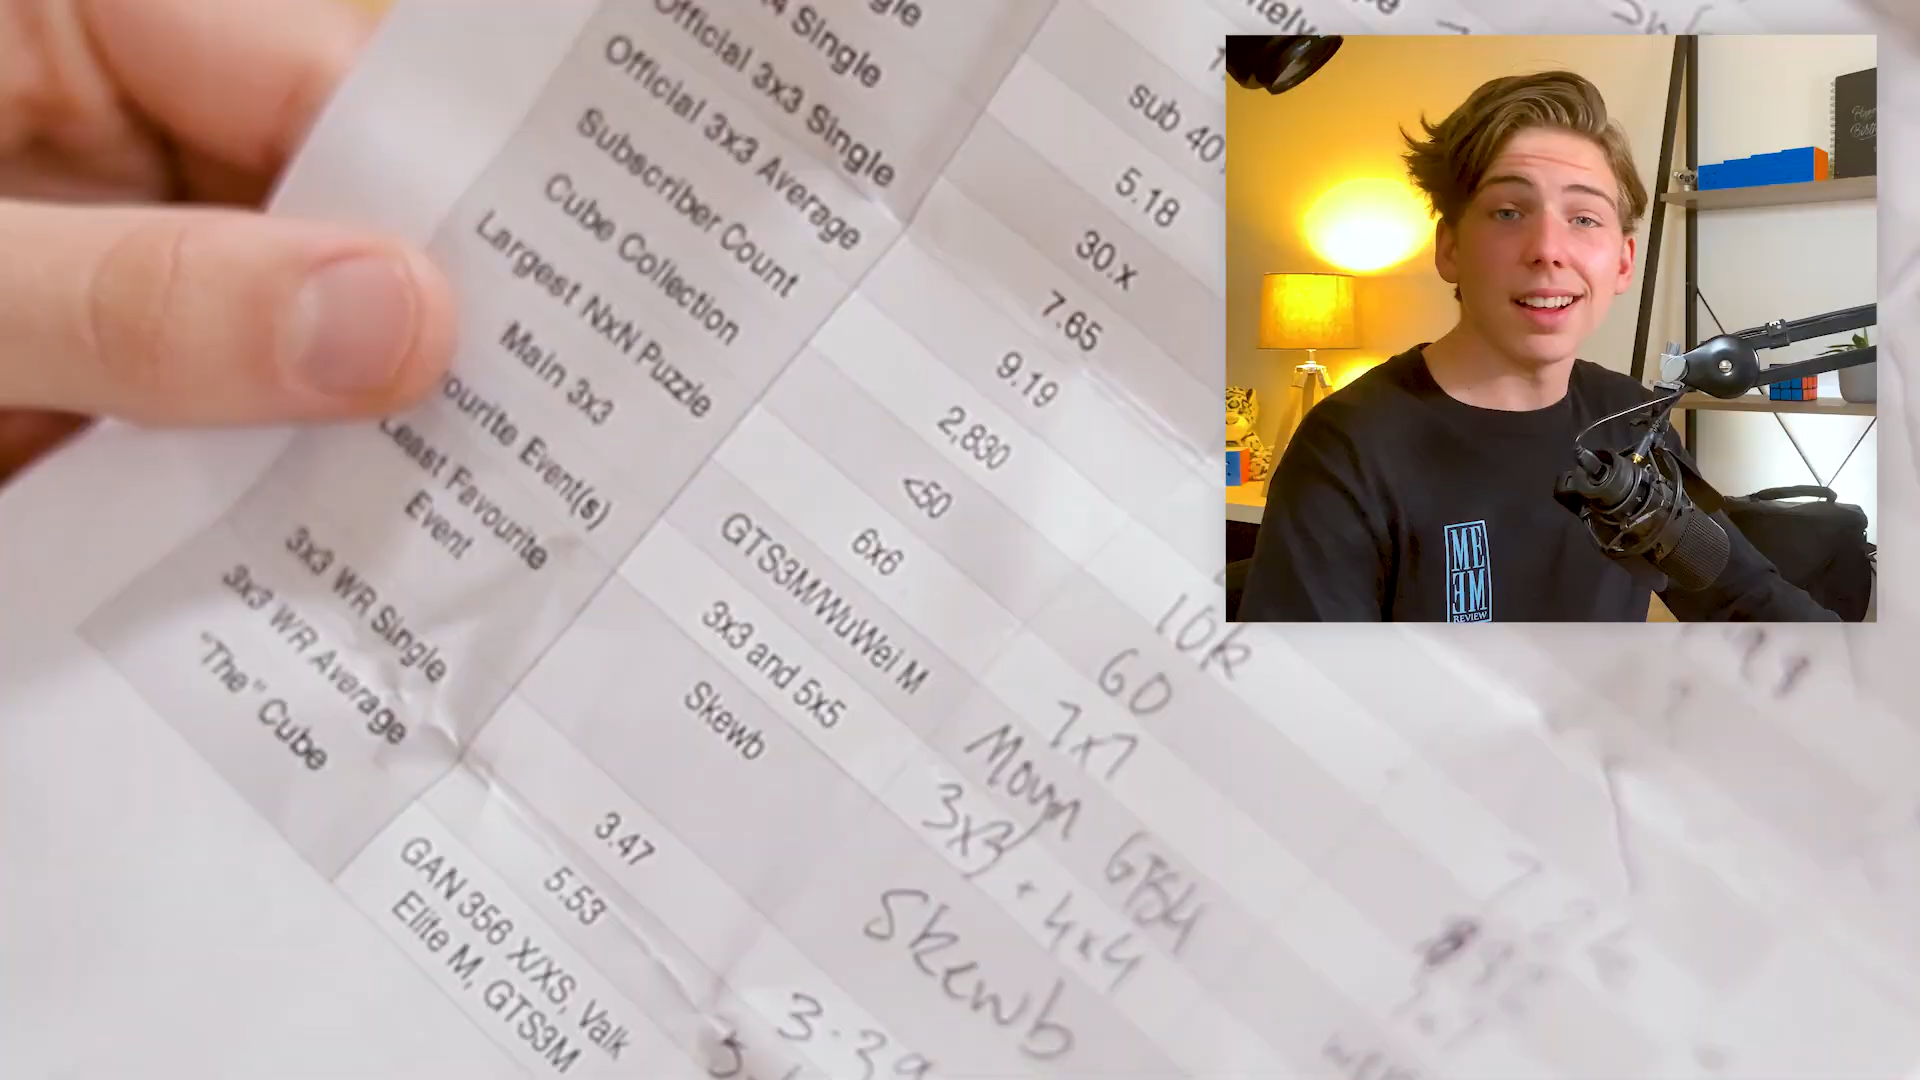 Single
Official 3x3 Single
Official 3x3 Average
Subscriber Count
Cube Collection
Largest NxN Puzzle
Main 3x3
ourite Event(s)
Least Favourite
Event
3x3 WR Single
3x3 WR Average
"The" Cube
sub 40
5.18
30.x
7.65
9.19
2,830
<50
6x6
GTS3M/WuWei M
3x3 and 5x5
Skewb
3.47
5.53
GAN 356 X/XS, Valk
Elite M, GTS3M
10k
60
7x7
Moyu GTS4
3x3 + 4x4
Skewb
3.39
ME
ME
REVIEW